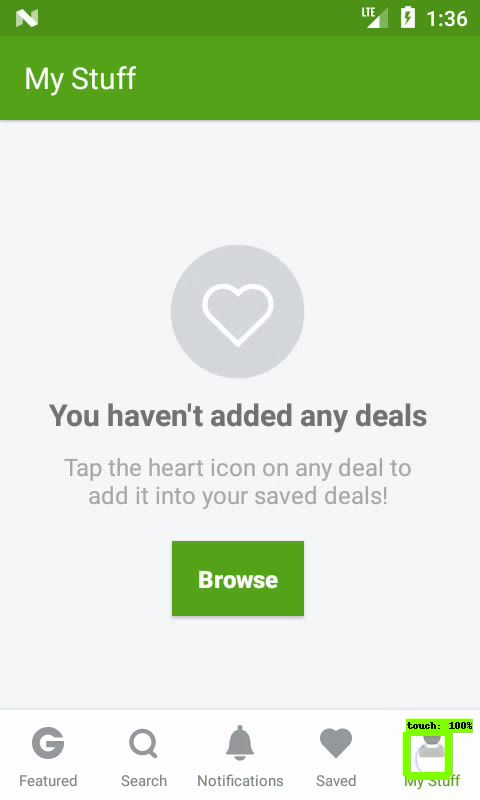 LTE 1:36
My Stuff
You haven't added any deals
Tap the heart icon on any deal to
add it into your saved deals!
Browse
touch: 100%
Featured Search Notifications Saved My Stuff